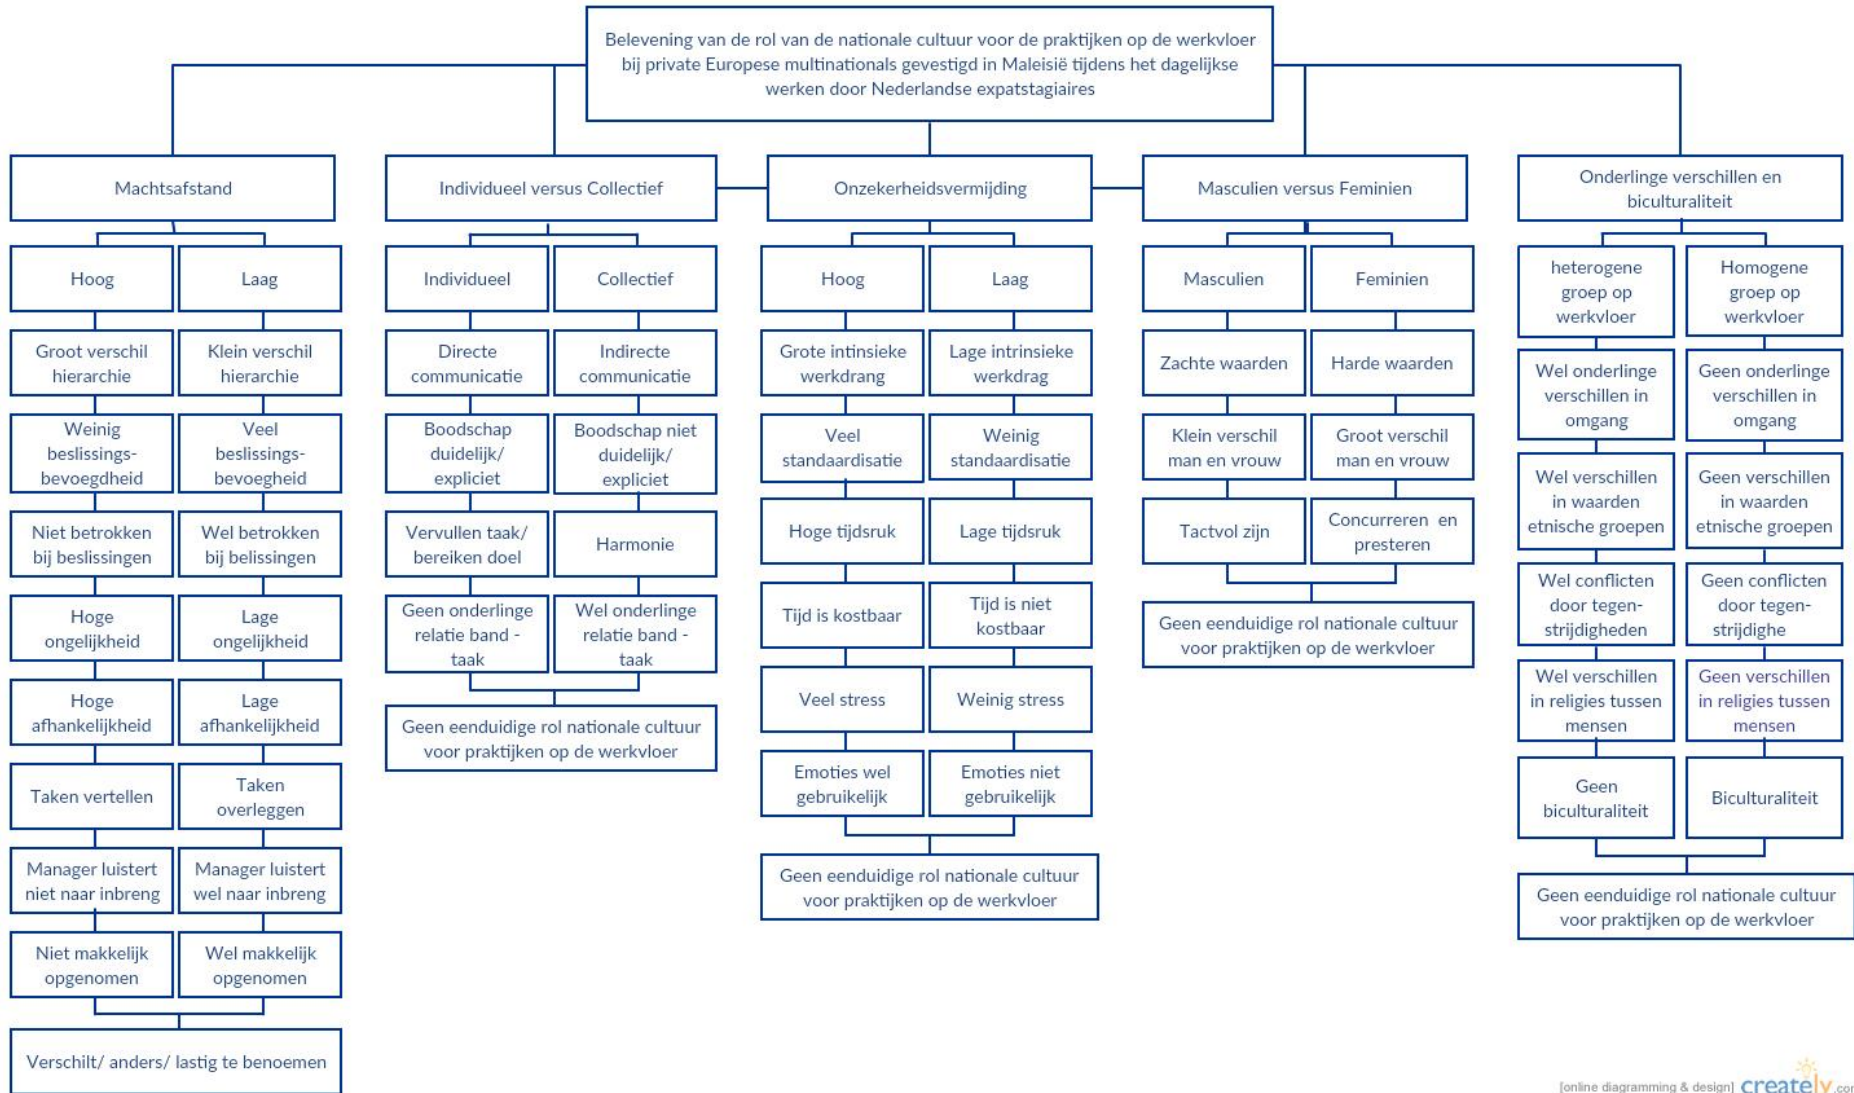 Belevening van de rol van de nationale cultuur voor de praktijken op de werkvloer
bij private Europese multinationals gevestigd in Maleisië tijdens het dagelijkse
werken door Nederlandse expatstagiaires
Machtsafstand
Hoog
Groot verschil
hierarchie
Weinig
beslissings-
bevoegdheid
Niet betrokken
bij beslissingen
Hoge
ongelijkheid
Hoge
afhankelijkheid
Taken vertellen
Manager luistert
niet naar inbreng
Niet makkelijk
opgenomen
Laag
Klein verschil
hierarchie
Veel
beslissings-
bevoegheid
Wel betrokken
bij belissingen
Lage
ongelijkheid
Lage
afhankelijkheid
Taken
overleggen
Manager luistert
wel naar inbreng
Wel makkelijk
opgenomen
Verschilt/ anders/ lastig te benoemen
Individueel versus Collectief
Individueel
Directe
communicatie
Boodschap
duidelijk/
expliciet
Vervullen taak/
bereiken doel
Geen onderlinge
relatie band -
taak
Collectief
Indirecte
communicatie
Boodschap niet
duidelijk/
expliciet
Harmonie
Wel onderlinge
relatie band -
taak
Geen eenduidige rol nationale cultuur
voor praktijken op de werkvloer
Onzekerheidsvermijding
Hoog
Grote intinsieke
werkdrang
Veel
standaardisatie
Hoge tijdsruk
Tijd is kostbaar
Veel stress
Emoties wel
gebruikelijk
Laag
Lage intrinsieke
werkdrag
Weinig
standaardisatie
Lage tijdsruk
Tijd is niet
kostbaar
Weinig stress
Emoties niet
gebruikelijk
Geen eenduidige rol nationale cultuur
voor praktijken op de werkvloer
Masculien versus Feminien
Masculien
Zachte waarden
Klein verschil
man en vrouw
Tactvol zijn
Feminien
Harde waarden
Groot verschil
man en vrouw
Concurreren en
presteren
Geen eenduidige rol nationale cultuur
voor praktijken op de werkvloer
Onderlinge verschillen en
biculturaliteit
heterogene
groep op
werkvloer
Wel onderlinge
verschillen in
omgang
Wel verschillen
in waarden
etnische groepen
Wel conflicten
door tegen-
strijdigheden
Wel verschillen
in religies tussen
mensen
Geen
biculturaliteit
Homogene
groep op
werkvloer
Geen onderlinge
verschillen in
omgang
Geen verschillen
in waarden
etnische groepen
Geen conflicten
door tegen-
strijdighe
Geen verschillen
in religies tussen
mensen
Biculturaliteit
Geen eenduidige rol nationale cultuur
voor praktijken op de werkvloer
[online diagramming & design] creately.com